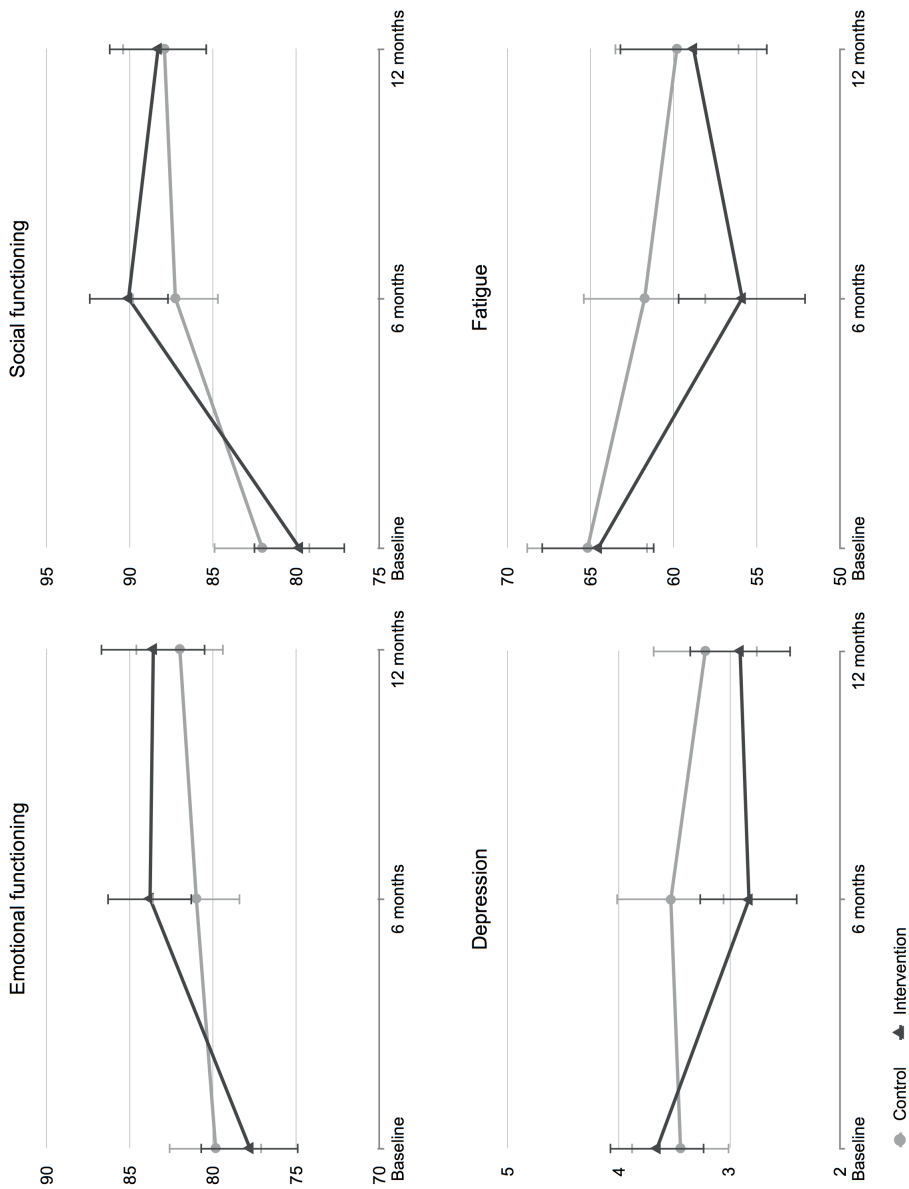 Emotional functioning
90
85
80
75
70
Baseline
6 months
12 months
Social functioning
95
90
85
80
75
Baseline
6 months
12 months
Depression
5
4
3
2
Baseline
6 months
12 months
Fatigue
70
65
60
55
50
Baseline
6 months
12 months
Control Intervention